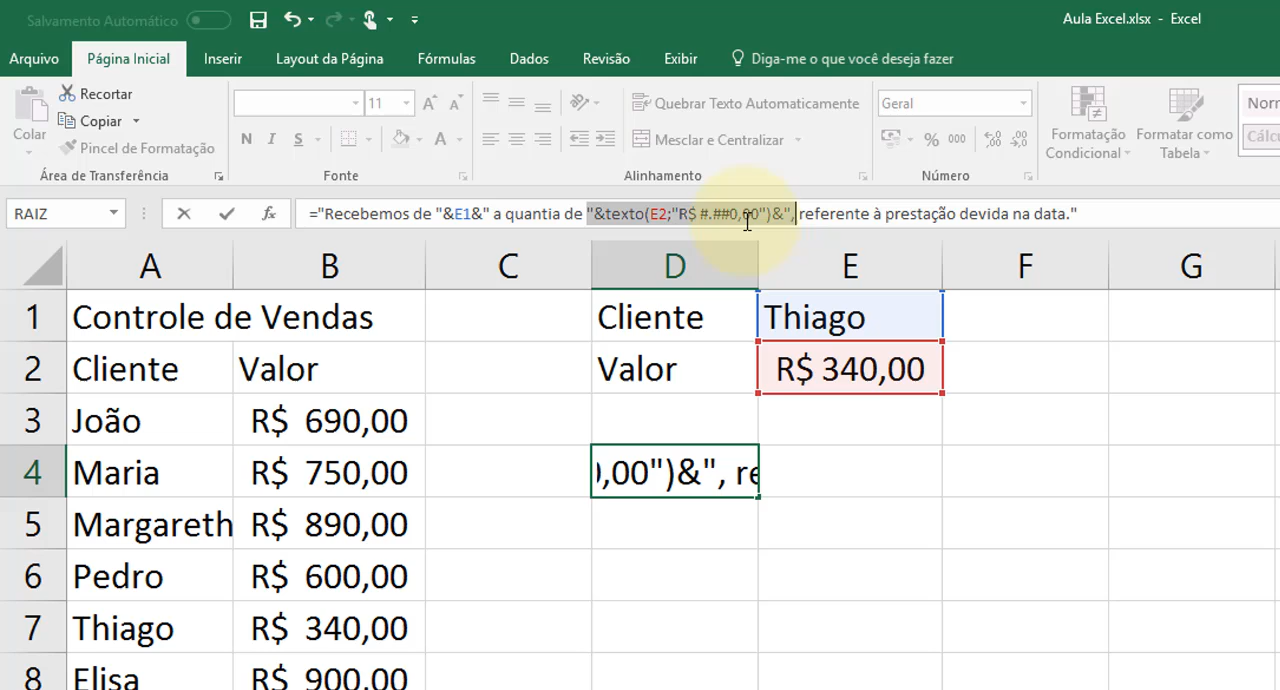 Salvamento Automático
Aula Excel.xlsx - Excel
Arquivo Página Inicial Inserir Layout da Página Fórmulas Dados Revisão Exibir Diga-me o que você deseja fazer
Recortar
Copiar
Pincel de Formatação
Colar
Área de Transferência
11
N I S
Fonte
Quebrar Texto Automaticamente
Mesclar e Centralizar
Alinhamento
Geral
% 000
Número
Formatação Condicional
Formatar como Tabela
Norm
Cálcu
RAIZ
="Recebemos de "&E1&" a quantia de "&texto(E2;"R$ #.##0,00")&", referente à prestação devida na data."
A B C D E F G
1 Controle de Vendas Cliente Thiago
2 Cliente Valor Valor R$ 340,00
3 João R$ 690,00
4 Maria R$ 750,00 0,00")&", re
5 Margareth R$ 890,00
6 Pedro R$ 600,00
7 Thiago R$ 340,00
8 Elisa R$ 900,00